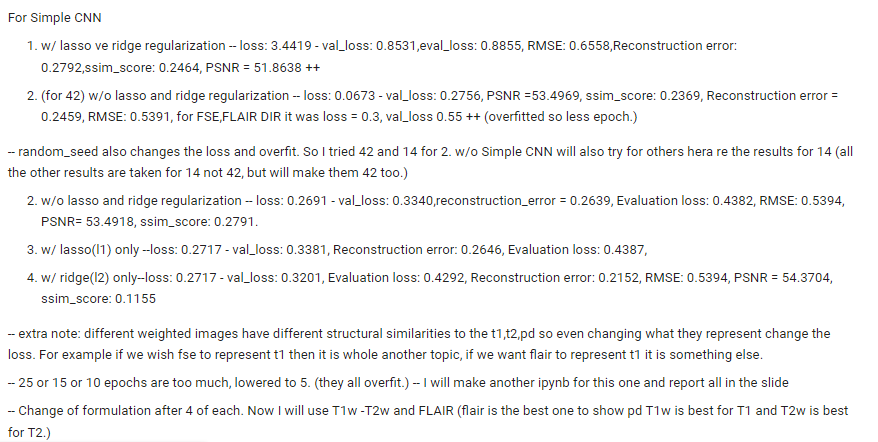 For Simple CNN
1. w/ lasso ve ridge regularization -- loss: 3.4419 - val_loss: 0.8531,eval_loss: 0.8855, RMSE: 0.6558,Reconstruction error:
0.2792,ssim_score: 0.2464, PSNR = 51.8638 ++
2. (for 42) w/o lasso and ridge regularization -- loss: 0.0673 - val_loss: 0.2756, PSNR =53.4969, ssim_score: 0.2369, Reconstruction error =
0.2459, RMSE: 0.5391, for FSE,FLAIR DIR it was loss = 0.3, val_loss 0.55 ++ (overfitted so less epoch.)
-- random_seed also changes the loss and overfit. So I tried 42 and 14 for 2. w/o Simple CNN will also try for others hera re the results for 14 (all
the other results are taken for 14 not 42, but will make them 42 too.)
2. w/o lasso and ridge regularization -- loss: 0.2691 - val_loss: 0.3340,reconstruction_error = 0.2639, Evaluation loss: 0.4382, RMSE: 0.5394,
PSNR= 53.4918, ssim_score: 0.2791.
3. w/ lasso(l1) only --loss: 0.2717 - val_loss: 0.3381, Reconstruction error: 0.2646, Evaluation loss: 0.4387,
4. w/ ridge(l2) only--loss: 0.2717 - val_loss: 0.3201, Evaluation loss: 0.4292, Reconstruction error: 0.2152, RMSE: 0.5394, PSNR = 54.3704,
ssim_score: 0.1155
-- extra note: different weighted images have different structural similarities to the t1,t2,pd so even changing what they represent change the
loss. For example if we wish fse to represent t1 then it is whole another topic, if we want flair to represent t1 it is something else.
-- 25 or 15 or 10 epochs are too much, lowered to 5. (they all overfit.) -- I will make another ipynb for this one and report all in the slide
-- Change of formulation after 4 of each. Now I will use T1w -T2w and FLAIR (flair is the best one to show pd T1w is best for T1 and T2w is best
for T2.)